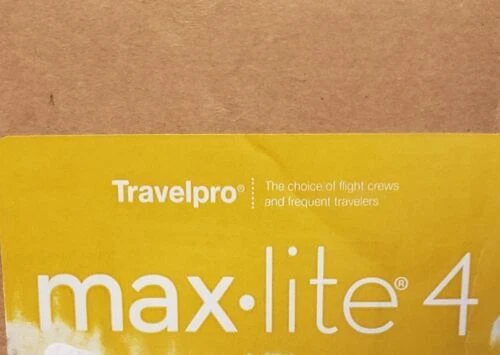 Travelpro® The choice of flight crews
and frequent travelers
max·lite® 4